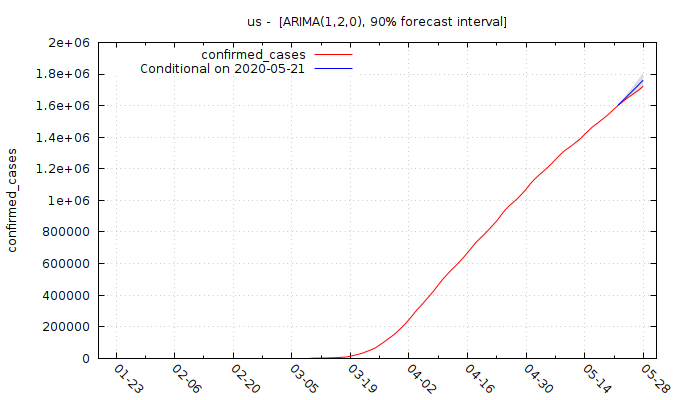 us -  [ARIMA(1,2,0), 90% forecast interval]
confirmed_cases
Conditional on 2020-05-21
2e+06
1.8e+06
1.6e+06
1.4e+06
1.2e+06
1e+06
800000
600000
400000
200000
0
confirmed_cases
01-23
02-06
02-20
03-05
03-19
04-02
04-16
04-30
05-14
05-28